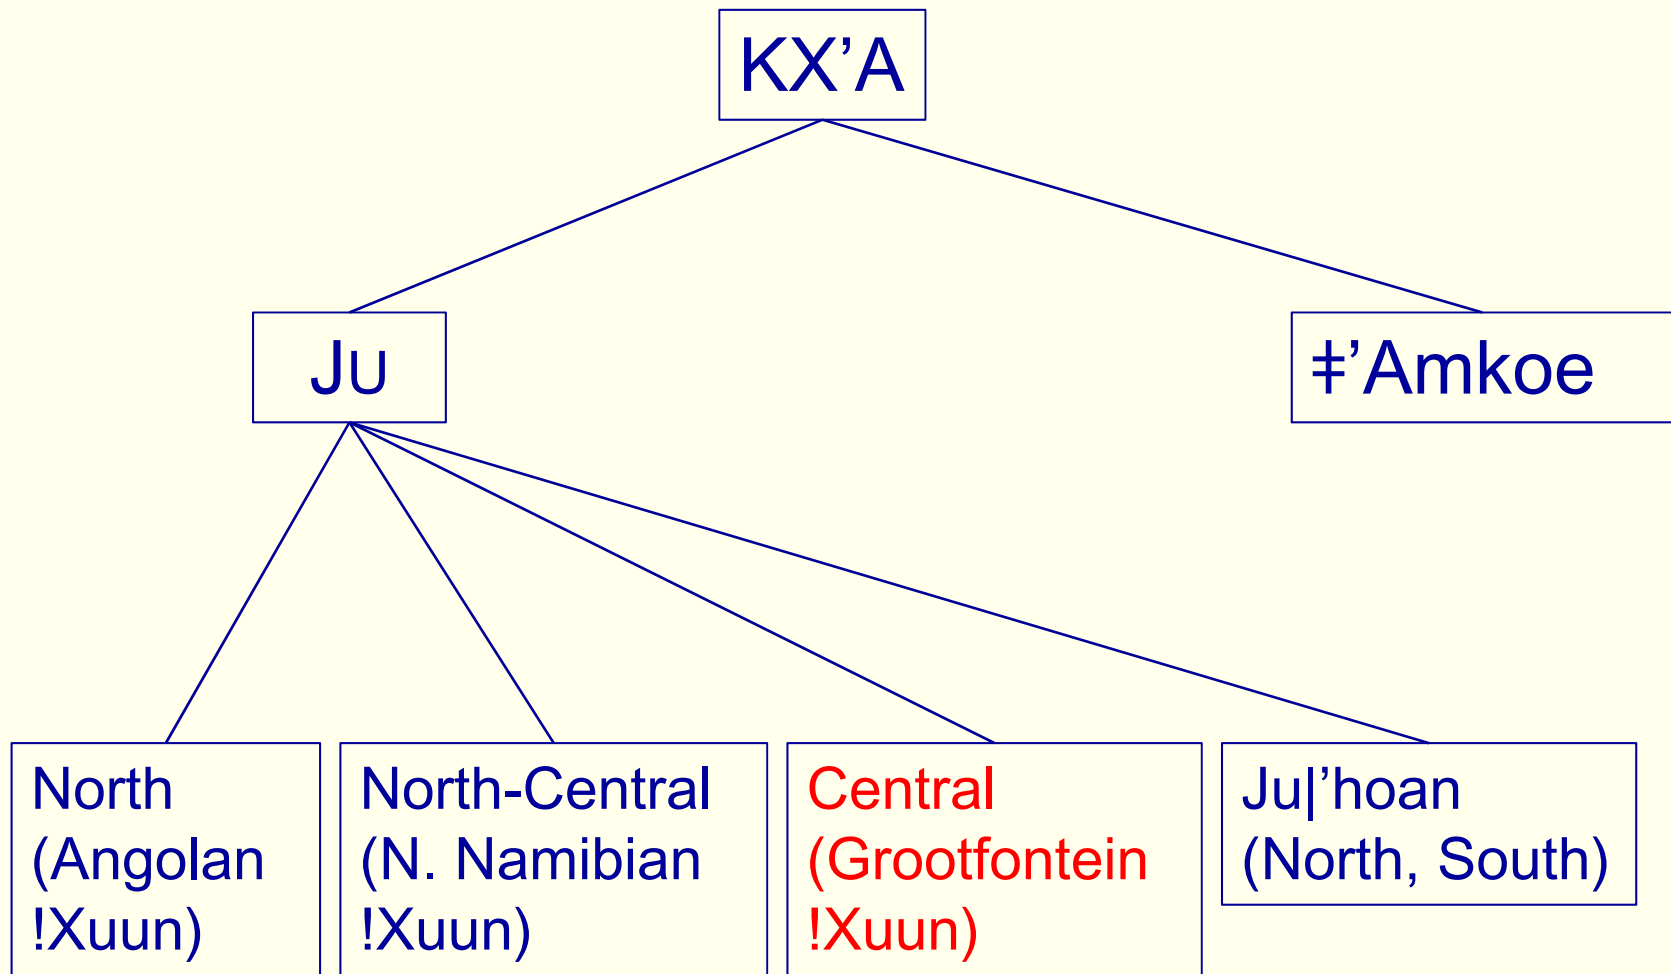 KX’A
JU
ǂ’Amkoe
North
(Angolan
!Xuun)
North-Central
(N. Namibian
!Xuun)
Central
(Grootfontein
!Xuun)
Ju|’hoan
(North, South)